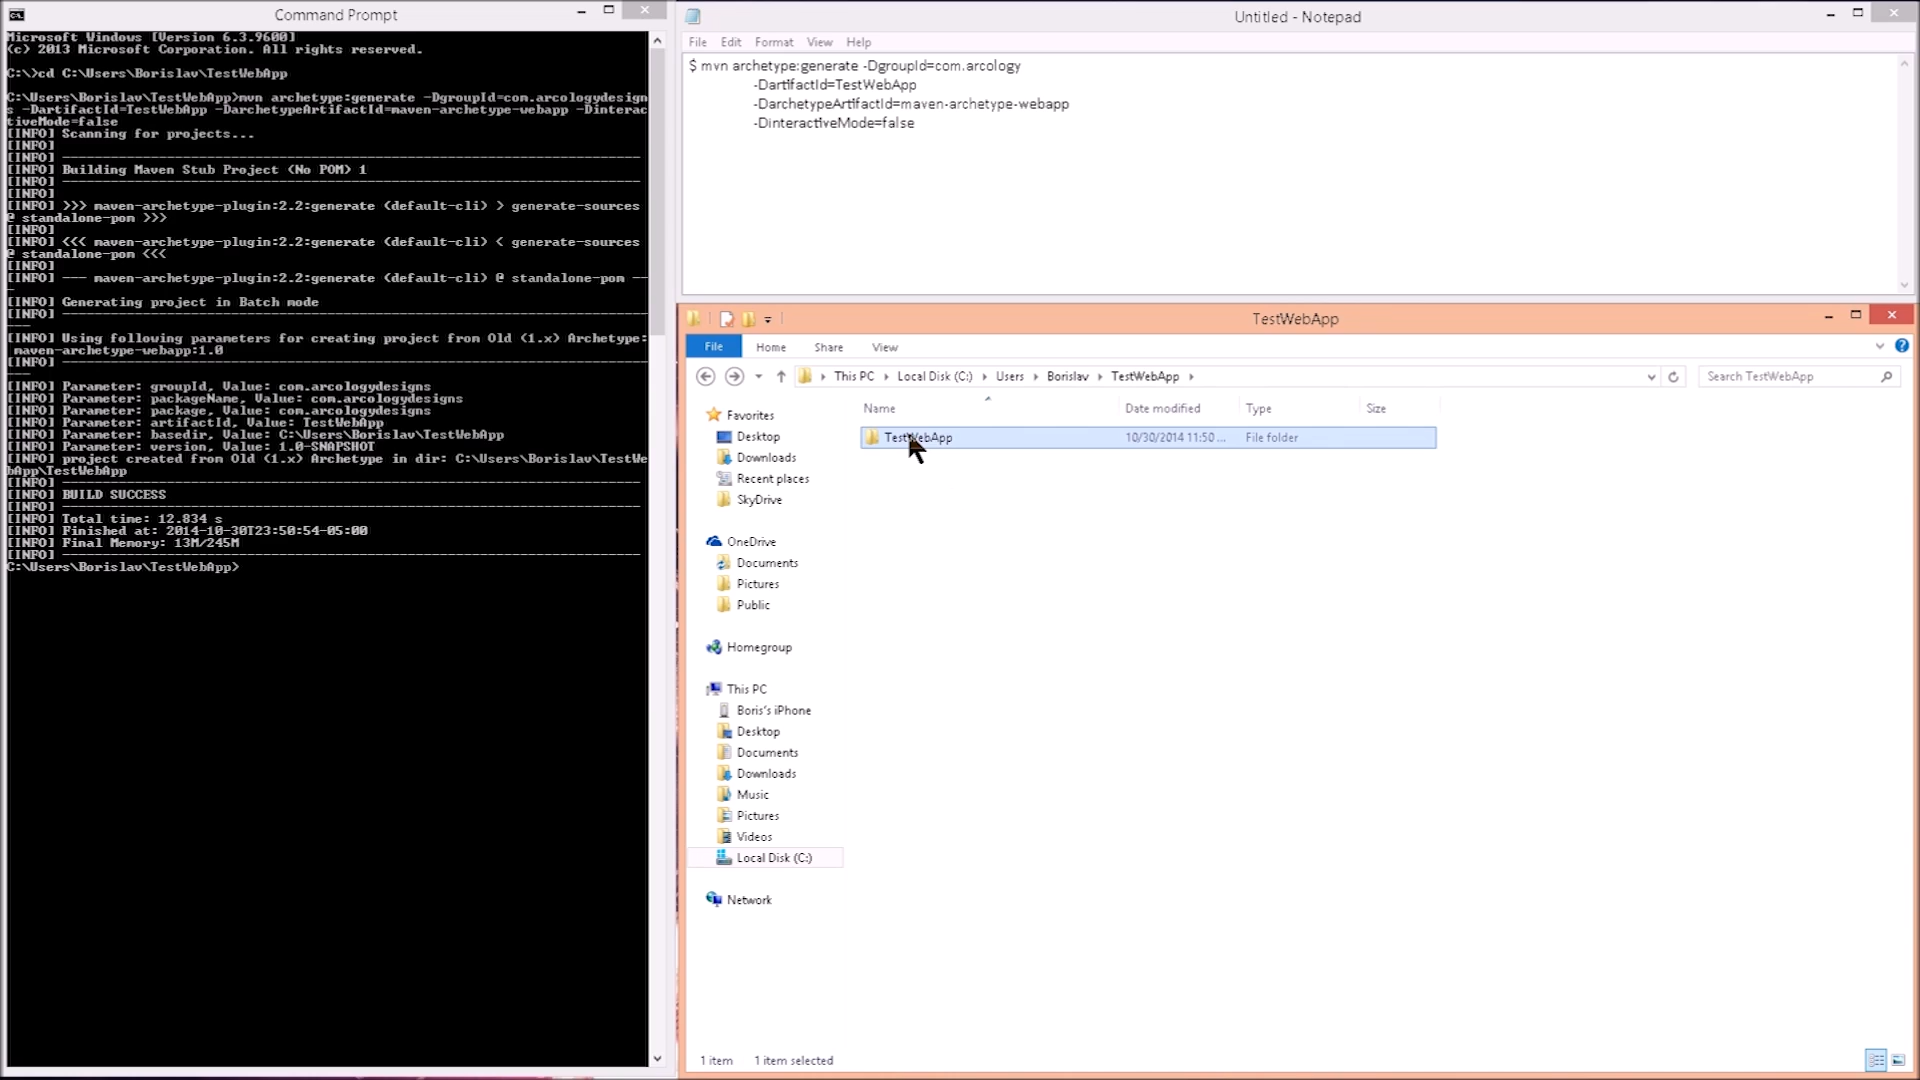 Command Prompt
Microsoft Windows [Version 6.3.9600]
(c) 2013 Microsoft Corporation. All rights reserved.
C:\>cd C:\Users\Borislav\TestWebApp
C:\Users\Borislav\TestWebApp>mvn archetype:generate -DgroupId=com.arcologydesign
s -DartifactId=TestWebApp -DarchetypeArtifactId=maven-archetype-webapp -Dinterac
tiveMode=false
[INFO] Scanning for projects...
[INFO]
[INFO] ------------------------------------------------------------------------
[INFO] Building Maven Stub Project (No POM) 1
[INFO] ------------------------------------------------------------------------
[INFO]
[INFO] >>> maven-archetype-plugin:2.2:generate (default-cli) > generate-sources
@ standalone-pom >>>
[INFO]
[INFO] <<< maven-archetype-plugin:2.2:generate (default-cli) < generate-sources
@ standalone-pom <<<
[INFO]
[INFO] --- maven-archetype-plugin:2.2:generate (default-cli) @ standalone-pom --
-
[INFO] Generating project in Batch mode
[INFO] ------------------------------------------------------------------------
---
[INFO] Using following parameters for creating project from Old (1.x) Archetype:
maven-archetype-webapp:1.0
[INFO] ------------------------------------------------------------------------
---
[INFO] Parameter: groupId, Value: com.arcologydesigns
[INFO] Parameter: packageName, Value: com.arcologydesigns
[INFO] Parameter: package, Value: com.arcologydesigns
[INFO] Parameter: artifactId, Value: TestWebApp
[INFO] Parameter: basedir, Value: C:\Users\Borislav\TestWebApp
[INFO] Parameter: version, Value: 1.0-SNAPSHOT
[INFO] project created from Old (1.x) Archetype in dir: C:\Users\Borislav\TestWe
bApp\TestWebApp
[INFO] ------------------------------------------------------------------------
[INFO] BUILD SUCCESS
[INFO] ------------------------------------------------------------------------
[INFO] Total time: 12.834 s
[INFO] Finished at: 2014-10-30T23:50:54-05:00
[INFO] Final Memory: 13M/245M
[INFO] ------------------------------------------------------------------------
C:\Users\Borislav\TestWebApp>
Untitled - Notepad
File Edit Format View Help
$ mvn archetype:generate -DgroupId=com.arcology
-DartifactId=TestWebApp
-DarchetypeArtifactId=maven-archetype-webapp
-DinteractiveMode=false
TestWebApp
File Home Share View
This PC Local Disk (C:) Users Borislav TestWebApp
Search TestWebApp
Name Date modified Type Size
TestWebApp 10/30/2014 11:50 ... File folder
Favorites
Desktop
Downloads
Recent places
SkyDrive
OneDrive
Documents
Pictures
Public
Homegroup
This PC
Boris's iPhone
Desktop
Documents
Downloads
Music
Pictures
Videos
Local Disk (C:)
Network
1 item 1 item selected